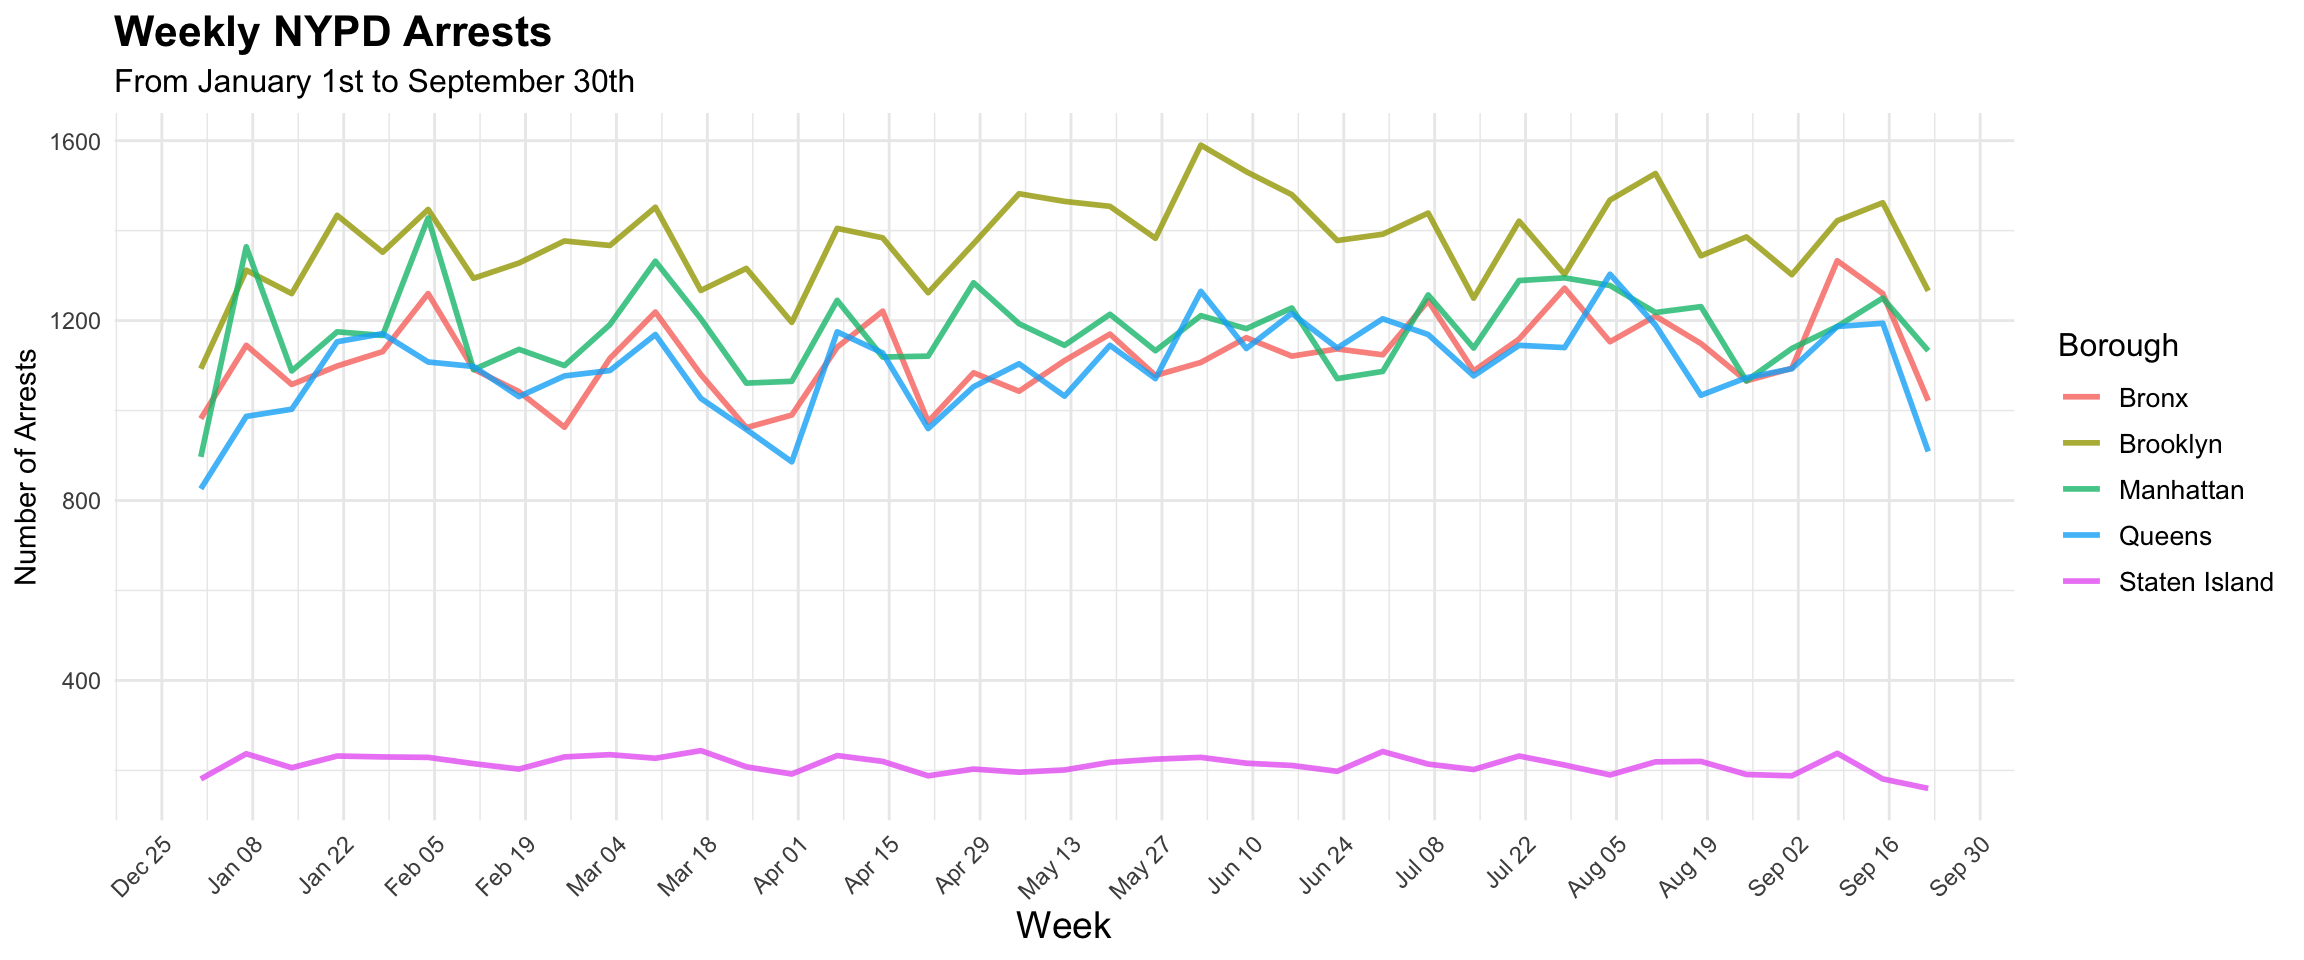 Weekly NYPD Arrests
From January 1st to September 30th
1600
1200
800
400
Number of Arrests
Dec 25
Jan 08
Jan 22
Feb 05
Feb 19
Mar 04
Mar 18
Apr 01
Apr 15
Apr 29
May 13
May 27
Jun 10
Jun 24
Jul 08
Jul 22
Aug 05
Aug 19
Sep 02
Sep 16
Sep 30
Week
Borough
Bronx
Brooklyn
Manhattan
Queens
Staten Island